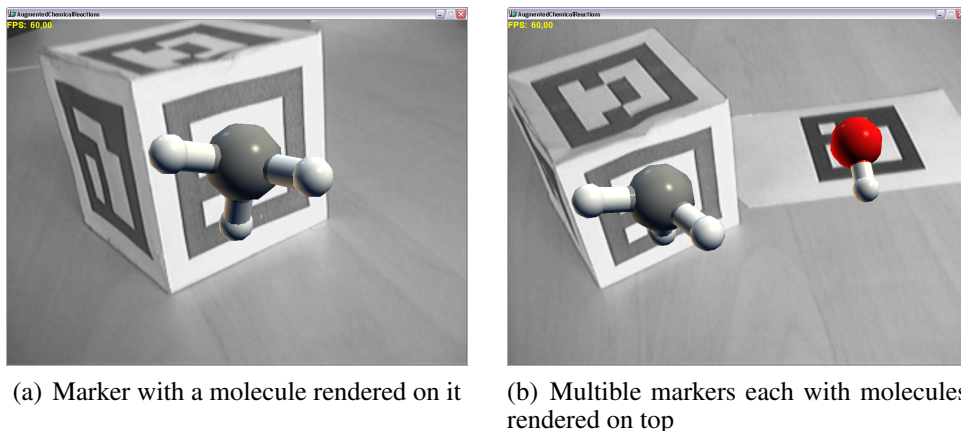 AugmentedChemicalReactions
FPS: 60,00
AugmentedChemicalReactions
FPS: 60,00
(a) Marker with a molecule rendered on it
(b) Multible markers each with molecules
rendered on top